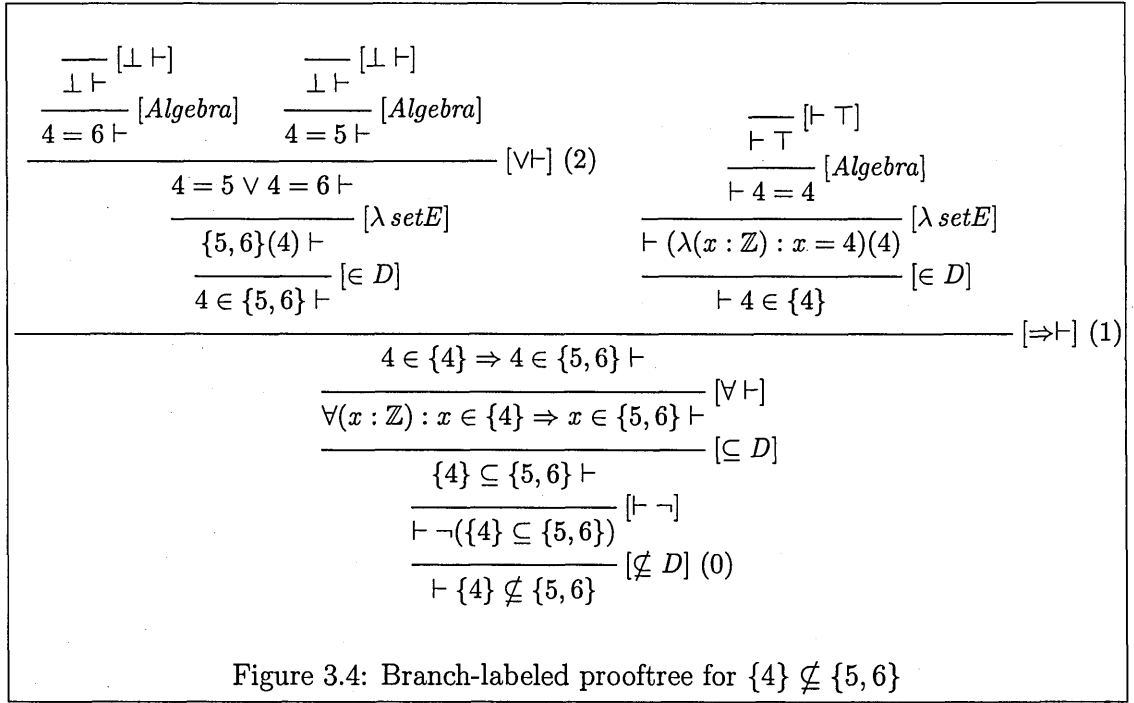 [⊥ ⊢] [⊥ ⊢]
⊥ ⊢ ⊥ ⊢ [⊢ ⊤]
[Algebra] [Algebra] ⊢ ⊤
4 = 6 ⊢ 4 = 5 ⊢ [Algebra]
[∨⊢] (2) ⊢ 4 = 4
4 = 5 ∨ 4 = 6 ⊢ [λ setE]
[λ setE] ⊢ (λ(x : ℤ) : x = 4)(4)
{5, 6}(4) ⊢ [∈ D]
[∈ D] ⊢ 4 ∈ {4}
4 ∈ {5, 6} ⊢
[⇒⊢] (1)
4 ∈ {4} ⇒ 4 ∈ {5, 6} ⊢
[∀ ⊢]
∀(x : ℤ) : x ∈ {4} ⇒ x ∈ {5, 6} ⊢
[⊆ D]
{4} ⊆ {5, 6} ⊢
[⊢ ¬]
⊢ ¬({4} ⊆ {5, 6})
[⊈ D] (0)
⊢ {4} ⊈ {5, 6}
Figure 3.4: Branch-labeled prooftree for {4} ⊈ {5, 6}